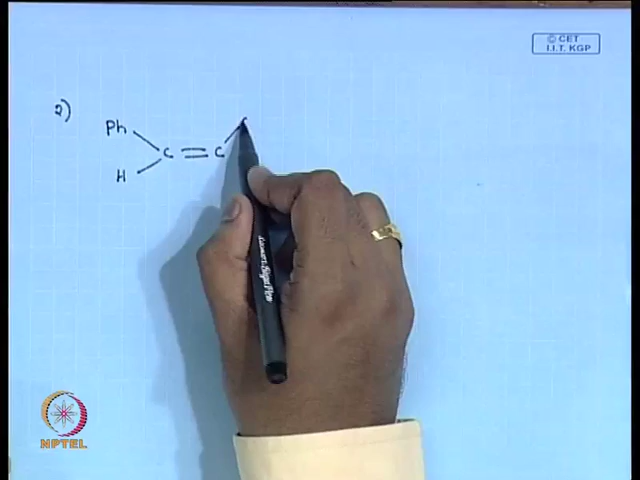 © CET
I.I.T. KGP
2)
Ph
C = C
H
NPTEL